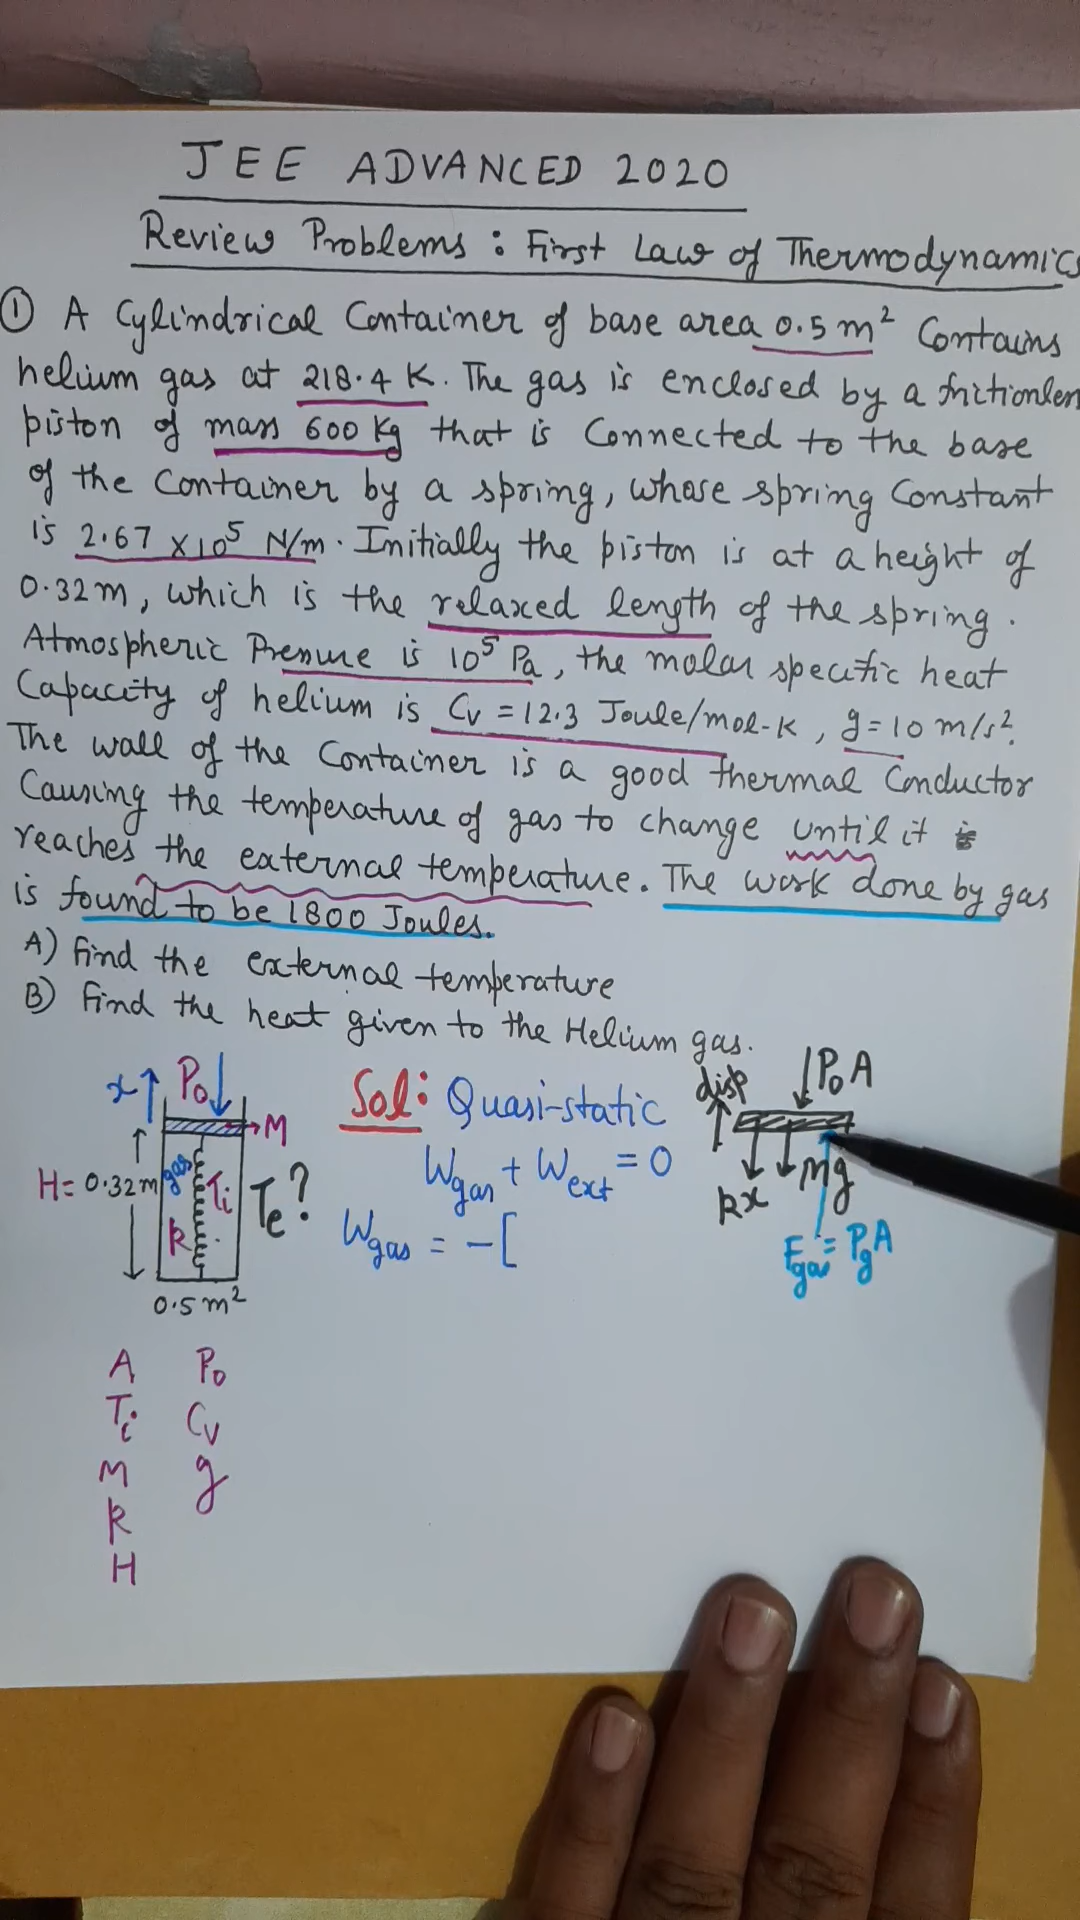 JEE ADVANCED 2020
Review Problems : First Law of Thermodynamics
① A Cylindrical Container of base area 0.5 m² Contains
helium gas at 218.4 K. The gas is enclosed by a frictionless
piston of mass 600 Kg that is Connected to the base
of the Container by a spring, whose spring Constant
is 2.67 ×10⁵ N/m. Initially the piston is at a height of
0.32m, which is the relaxed length of the spring.
Atmospheric Pressure is 10⁵ Pa, the molar specific heat
Capacity of helium is Cv = 12.3 Joule/mol-K, g = 10 m/s².
The wall of the Container is a good thermal Conductor
Causing the temperature of gas to change until it
reaches the external temperature. The work done by gas
is found to be 1800 Joules.
A) Find the external temperature
B) Find the heat given to the Helium gas.
x P₀ M
H = 0.32m gas Ti k Te?
0.5 m²
Sol: Quasi-static
Wgas + Wext = 0
Wgas = -[
disp P₀A
kx Mg
Fgas = PgA
A P₀
Ti Cv
M g
k
H